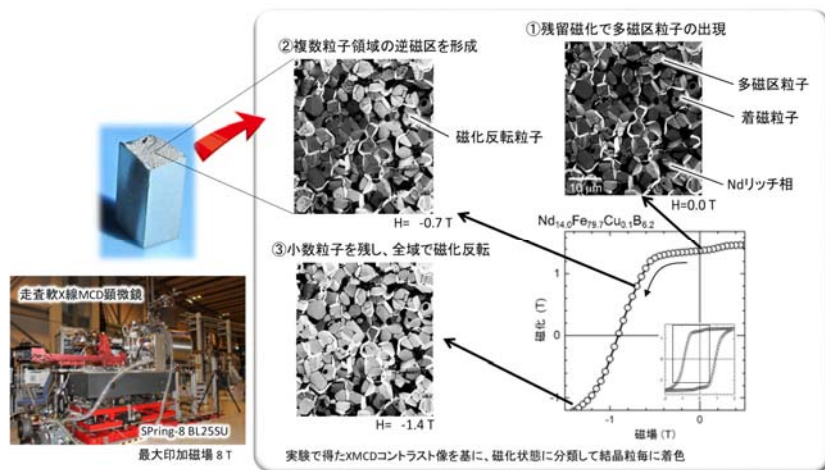 ②複数粒子領域の逆磁区を形成
①残留磁化で多磁区粒子の出現
多磁区粒子
着磁粒子
磁化反転粒子
Ndリッチ相
10 μm
H=0.0 T
H= -0.7 T
Nd14.0Fe79.7Cu0.1B6.2
③小数粒子を残し、全域で磁化反転
走査軟X線MCD顕微鏡
SPring-8 BL25SU
最大印加磁場 8 T
H= -1.4 T
磁化 (T)
1
0
-1
-1
0
磁場 (T)
実験で得たXMCDコントラスト像を基に、磁化状態に分類して結晶粒毎に着色